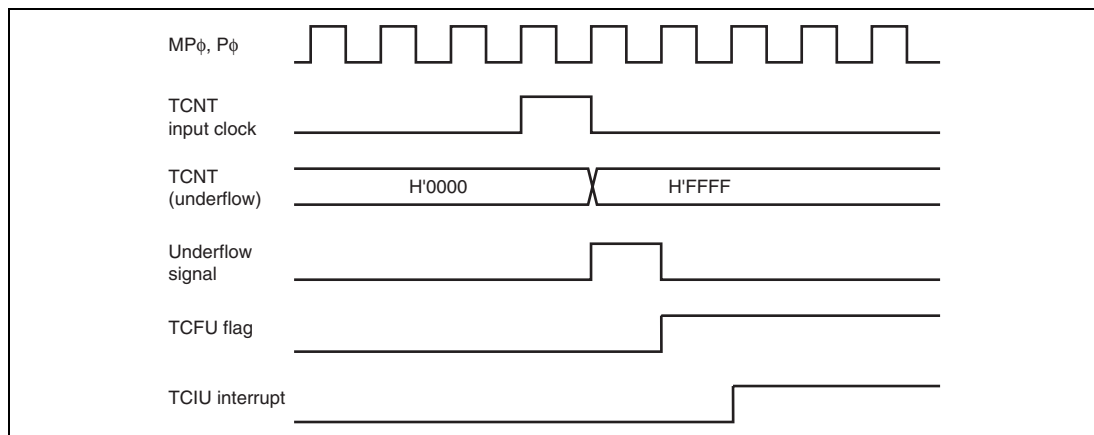 MPϕ, Pϕ
TCNT
input clock
TCNT
(underflow)
H'0000
H'FFFF
Underflow
signal
TCFU flag
TCIU interrupt